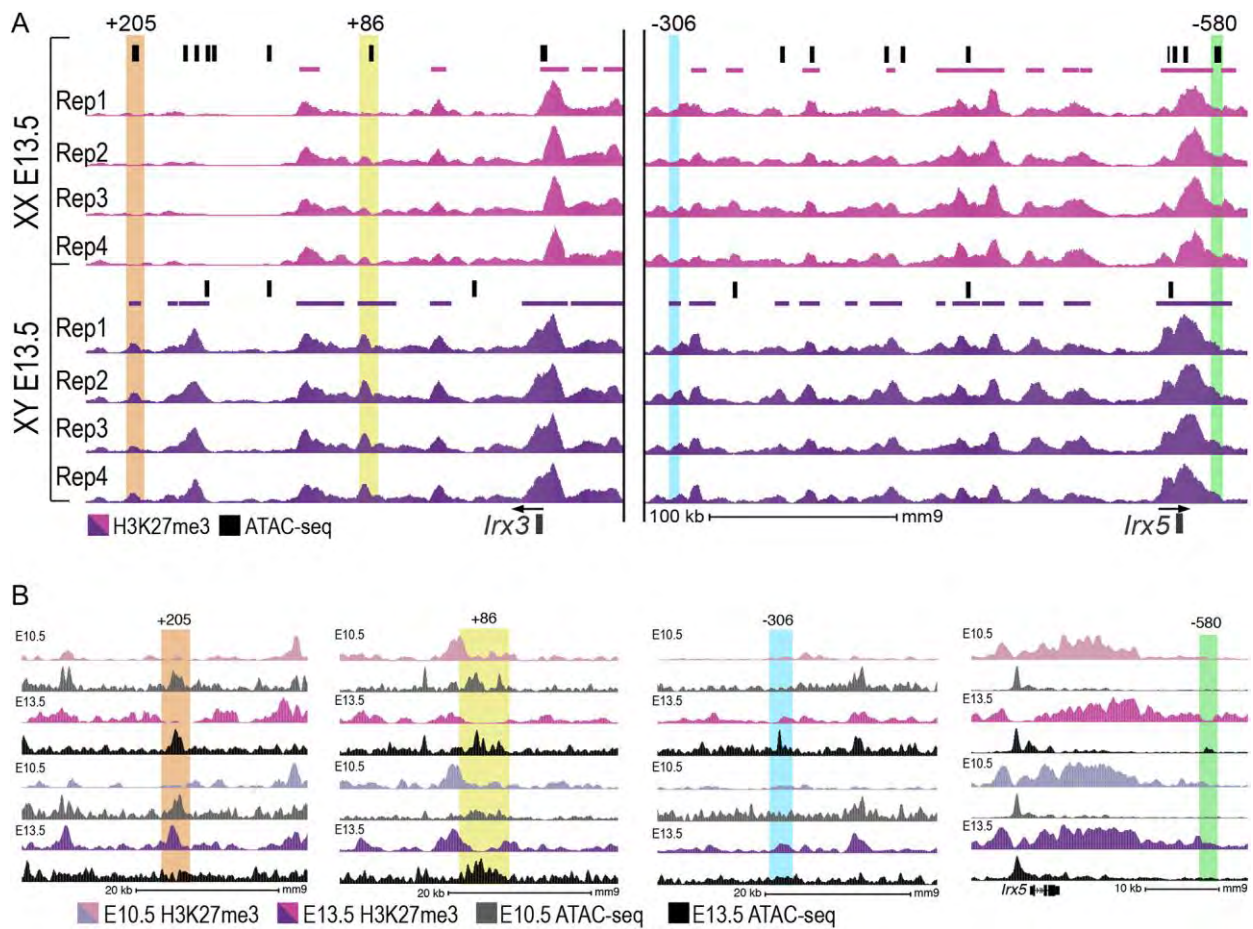 A
+205
+86
-306
-580
XX E13.5
Rep1
Rep2
Rep3
Rep4
XY E13.5
Rep1
Rep2
Rep3
Rep4
100 kb
mm9
H3K27me3
ATAC-seq
Irx3
Irx5
B
+205
+86
-306
-580
E10.5
E10.5
E10.5
E10.5
E13.5
E13.5
E13.5
E13.5
E10.5
E10.5
E10.5
E10.5
E13.5
E13.5
E13.5
E13.5
20 kb
mm9
20 kb
mm9
20 kb
mm9
Irx5
10 kb
mm9
E10.5 H3K27me3
E13.5 H3K27me3
E10.5 ATAC-seq
E13.5 ATAC-seq